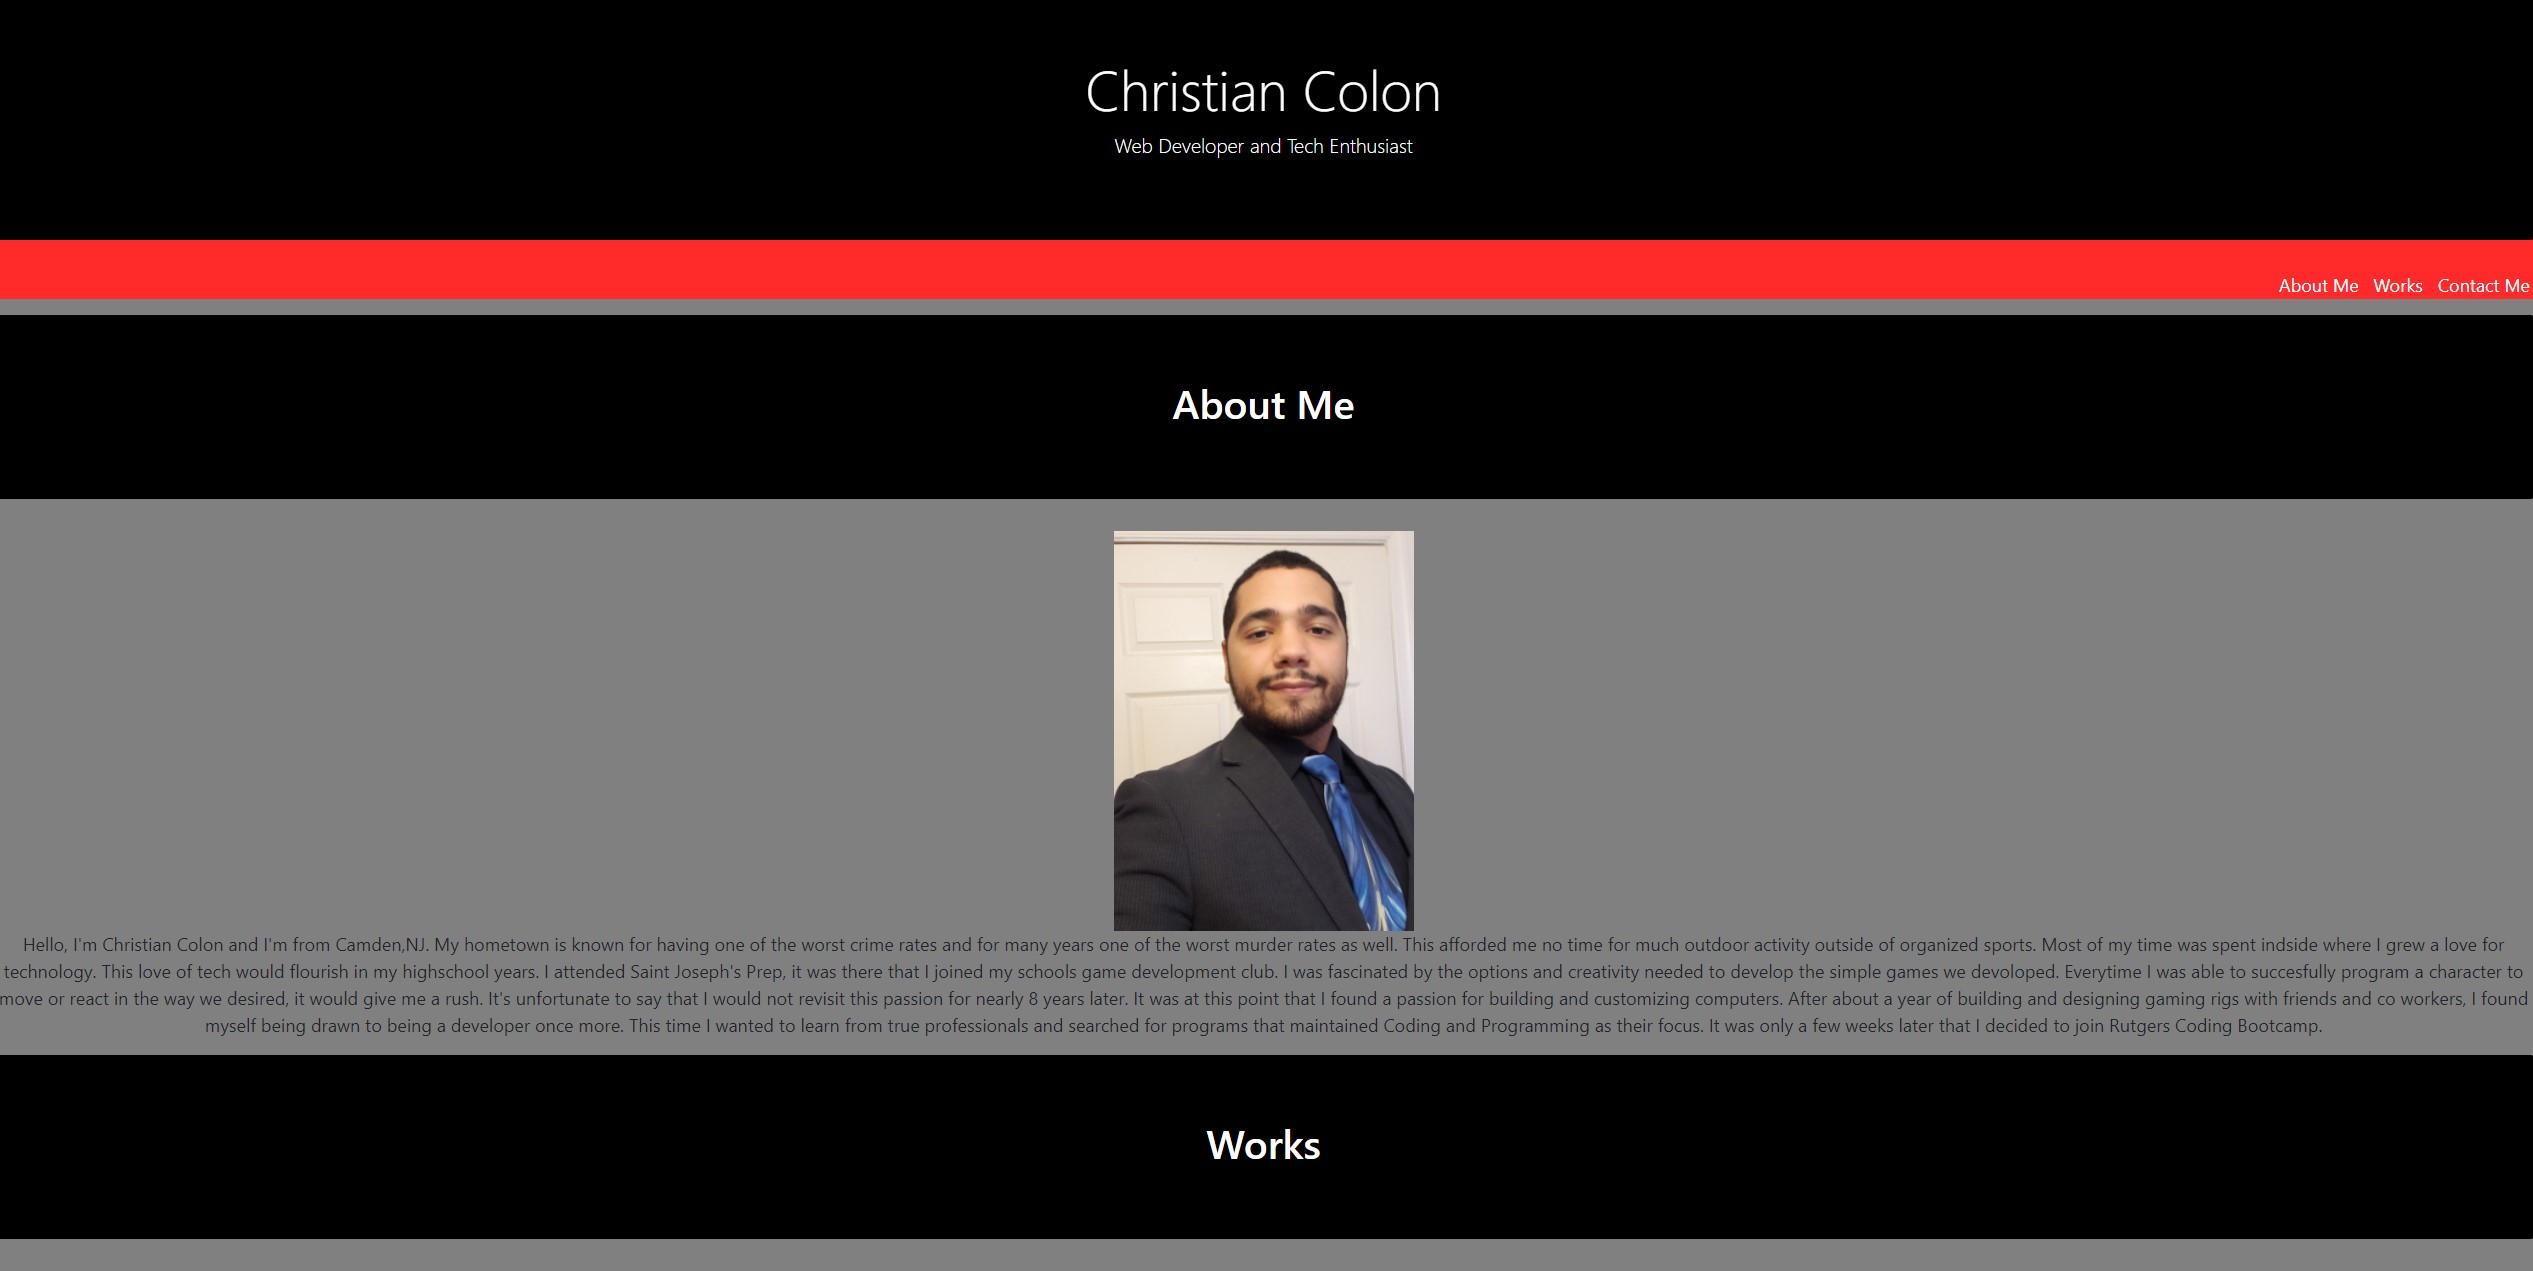 Christian Colon
Web Developer and Tech Enthusiast
About Me Works Contact Me
About Me
Hello, I'm Christian Colon and I'm from Camden,NJ. My hometown is known for having one of the worst crime rates and for many years one of the worst murder rates as well. This afforded me no time for much outdoor activity outside of organized sports. Most of my time was spent indside where I grew a love for
technology. This love of tech would flourish in my highschool years. I attended Saint Joseph's Prep, it was there that I joined my schools game development club. I was fascinated by the options and creativity needed to develop the simple games we devoloped. Everytime I was able to succesfully program a character to
move or react in the way we desired, it would give me a rush. It's unfortunate to say that I would not revisit this passion for nearly 8 years later. It was at this point that I found a passion for building and customizing computers. After about a year of building and designing gaming rigs with friends and co workers, I found
myself being drawn to being a developer once more. This time I wanted to learn from true professionals and searched for programs that maintained Coding and Programming as their focus. It was only a few weeks later that I decided to join Rutgers Coding Bootcamp.
Works